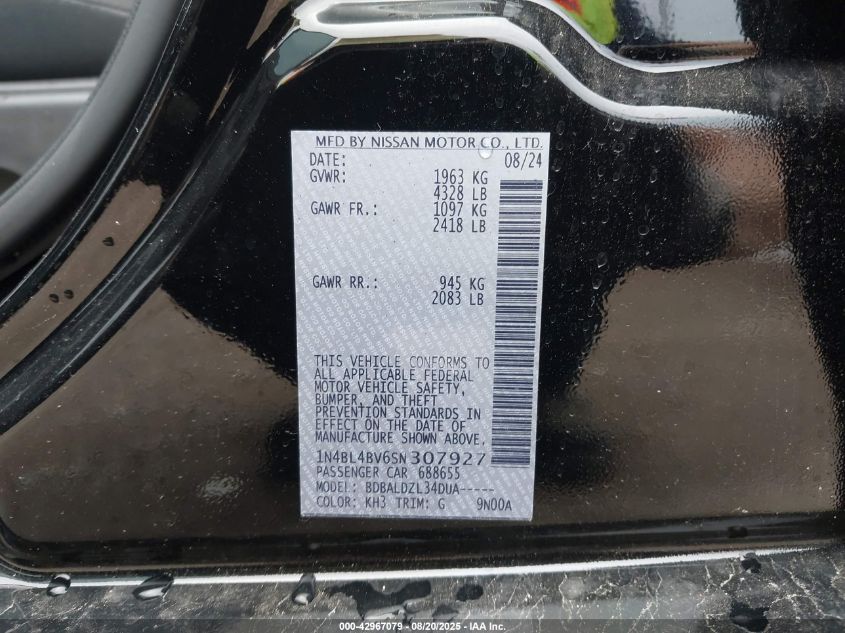 MFD BY NISSAN MOTOR CO., LTD.
DATE: 08/24
GVWR: 1963 KG
4328 LB
GAWR FR.: 1097 KG
2418 LB
GAWR RR.: 945 KG
2083 LB
THIS VEHICLE CONFORMS TO
ALL APPLICABLE FEDERAL
MOTOR VEHICLE SAFETY,
BUMPER, AND THEFT
PREVENTION STANDARDS IN
EFFECT ON THE DATE OF
MANUFACTURE SHOWN ABOVE.
1N4BL4BV6SN307927
PASSENGER CAR 688655
MODEL: BDBALDZL34DUA-----
COLOR: KH3 TRIM: G 9N00A
000-42967079 - 08/20/2025 - IAA Inc.